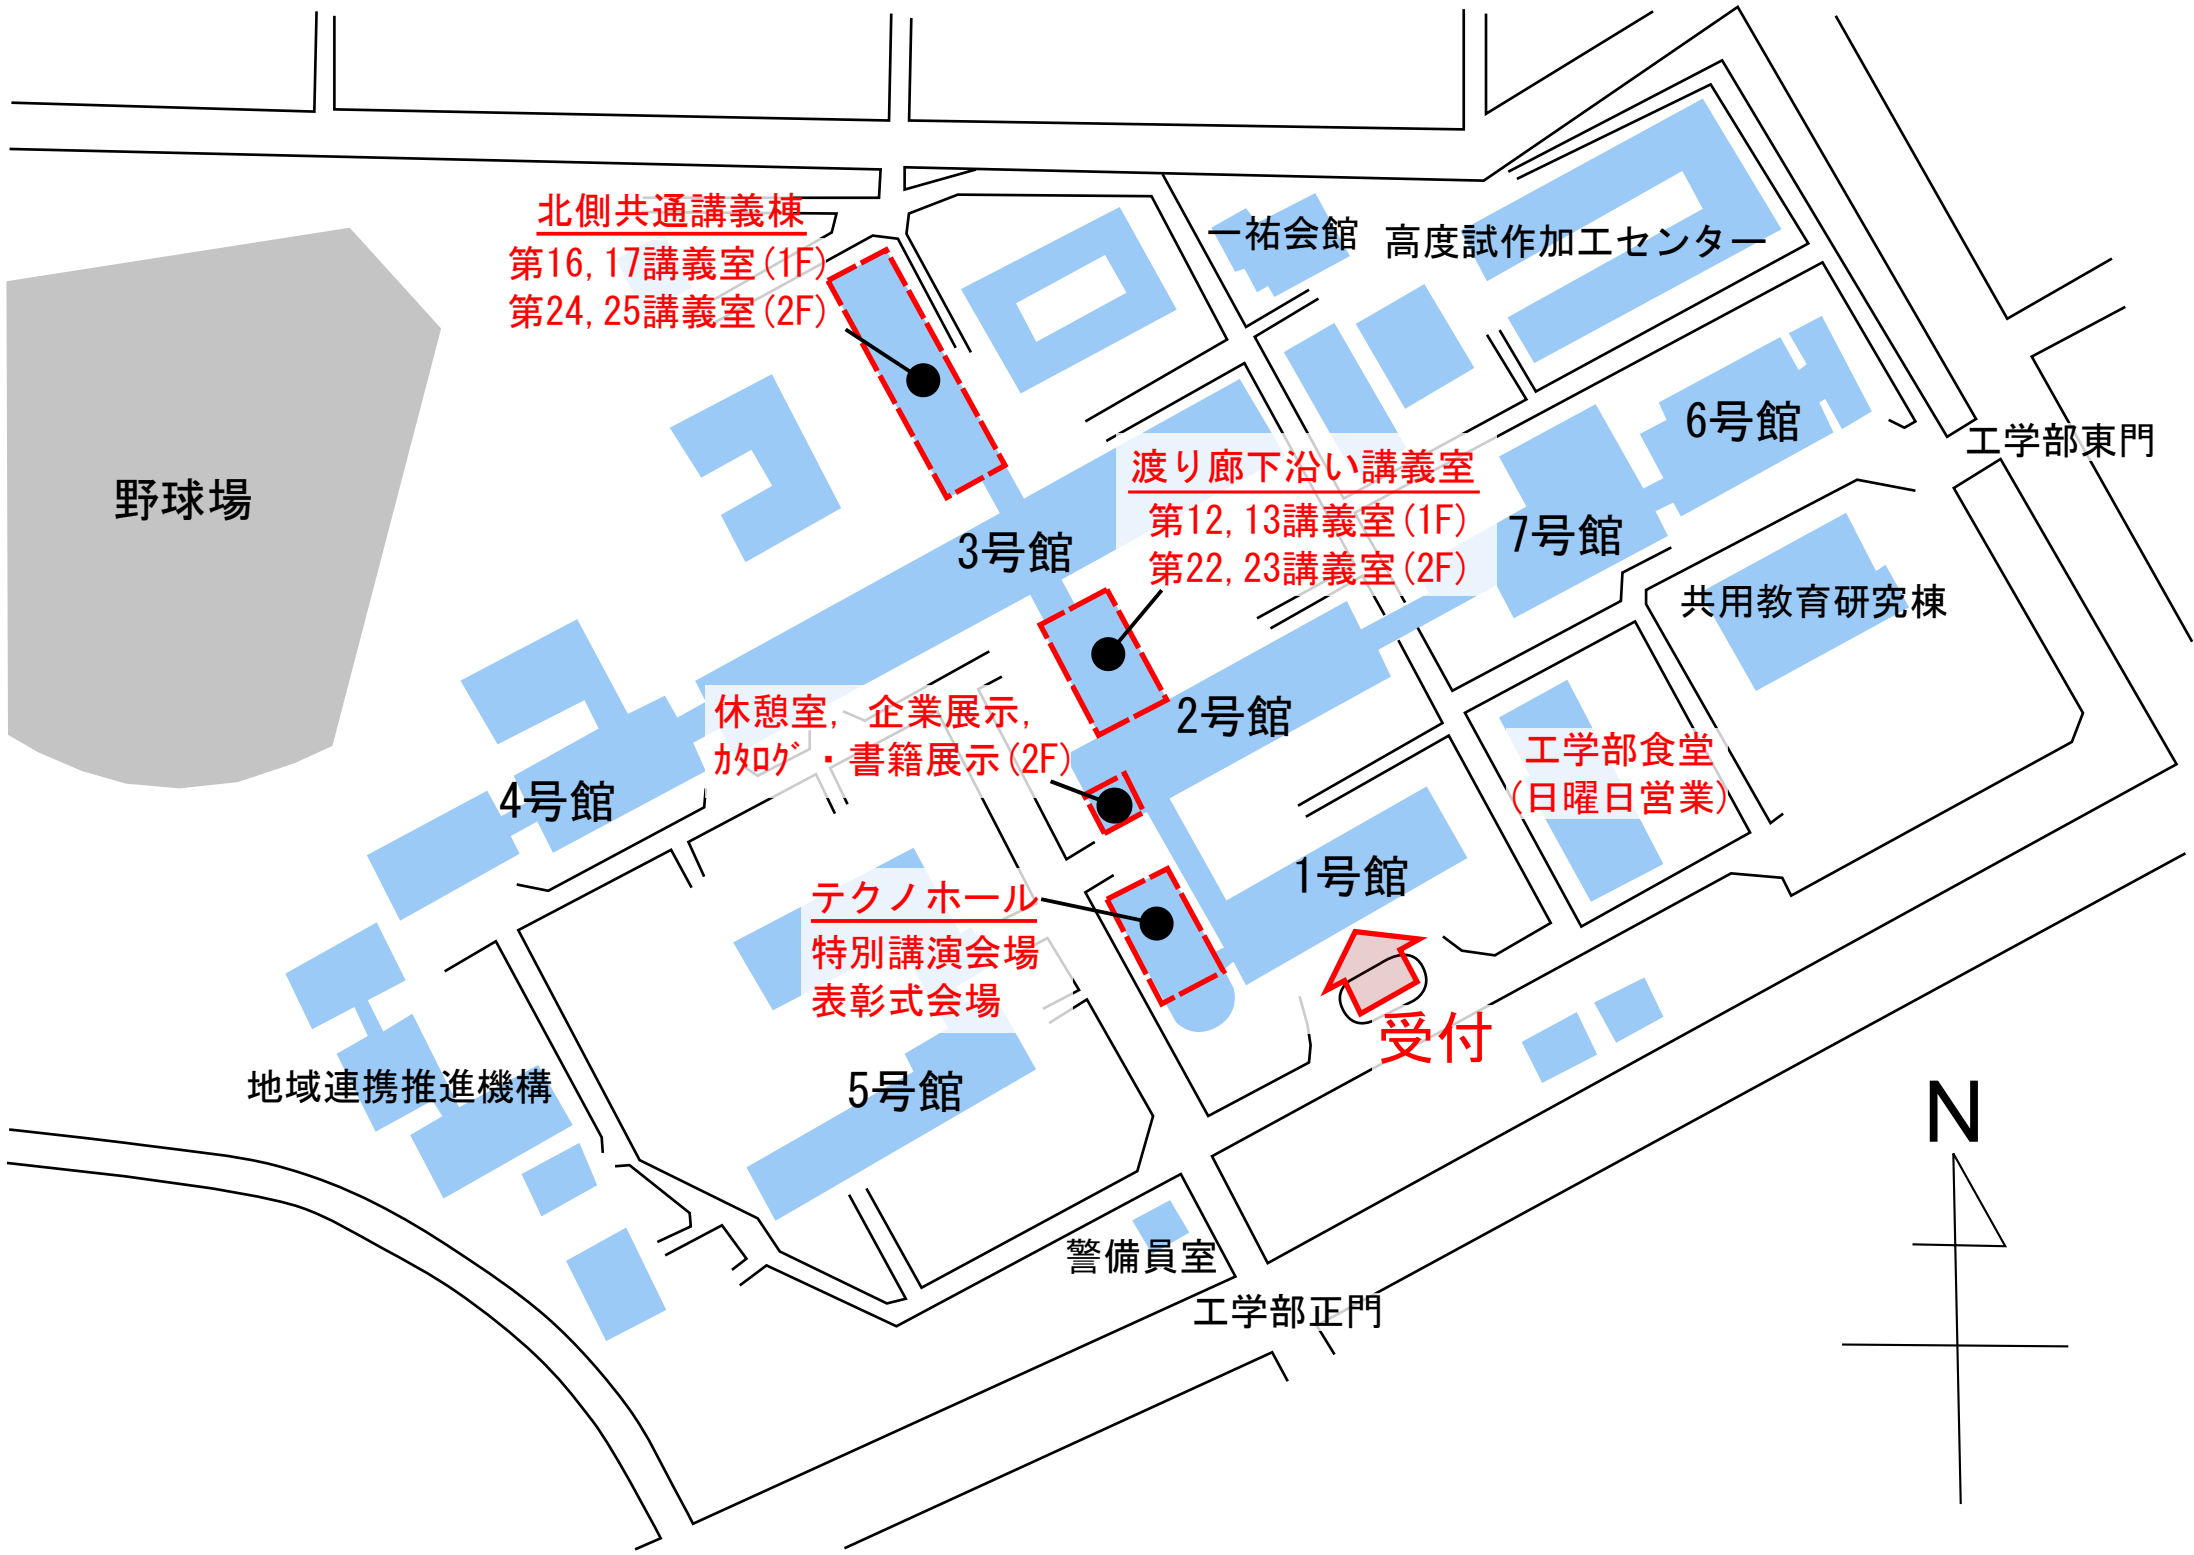 北側共通講義棟
第16,17講義室(1F)
第24,25講義室(2F)
一祐会館
高度試作加工センター
6号館
工学部東門
野球場
渡り廊下沿い講義室
第12,13講義室(1F)
第22,23講義室(2F)
3号館
7号館
共用教育研究棟
休憩室, 企業展示,
ｶﾀﾛｸﾞ・書籍展示(2F)
2号館
工学部食堂
(日曜日営業)
4号館
1号館
テクノホール
特別講演会場
表彰式会場
受付
地域連携推進機構
5号館
N
警備員室
工学部正門